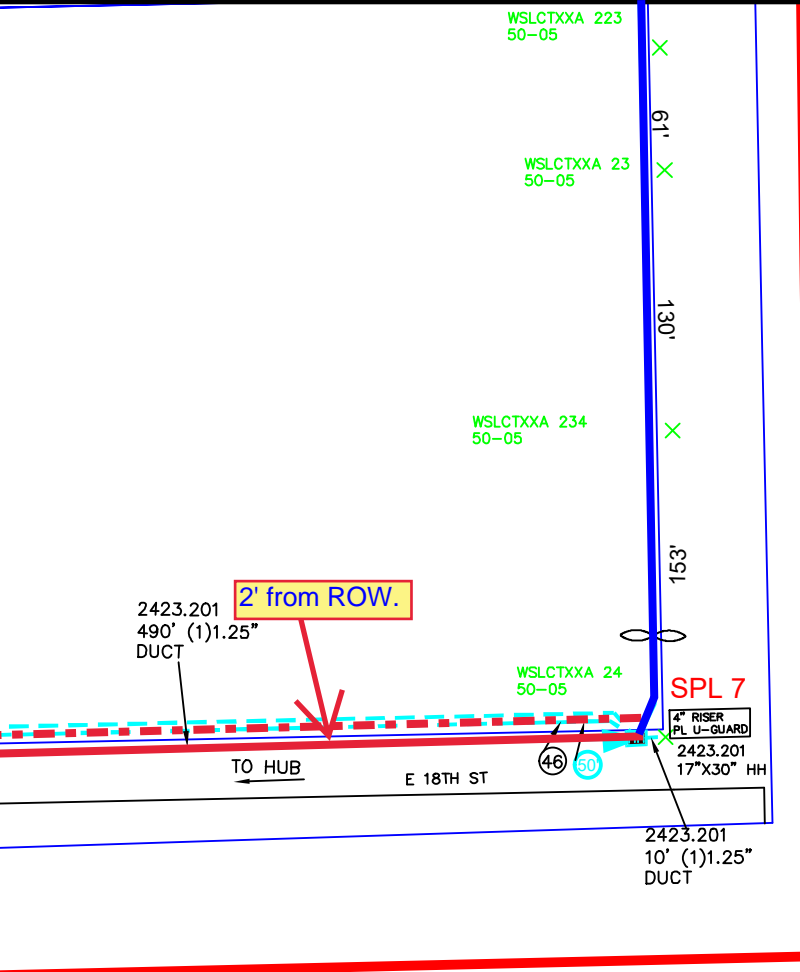 WSLCTXXA 223
50-05
61'
WSLCTXXA 23
50-05
130'
WSLCTXXA 234
50-05
153'
2' from ROW.
2423.201
490' (1)1.25"
DUCT
WSLCTXXA 24
50-05
SPL 7
4" RISER
PL U-GUARD
2423.201
17"X30" HH
TO HUB
E 18TH ST
46
50'
2423.201
10' (1)1.25"
DUCT